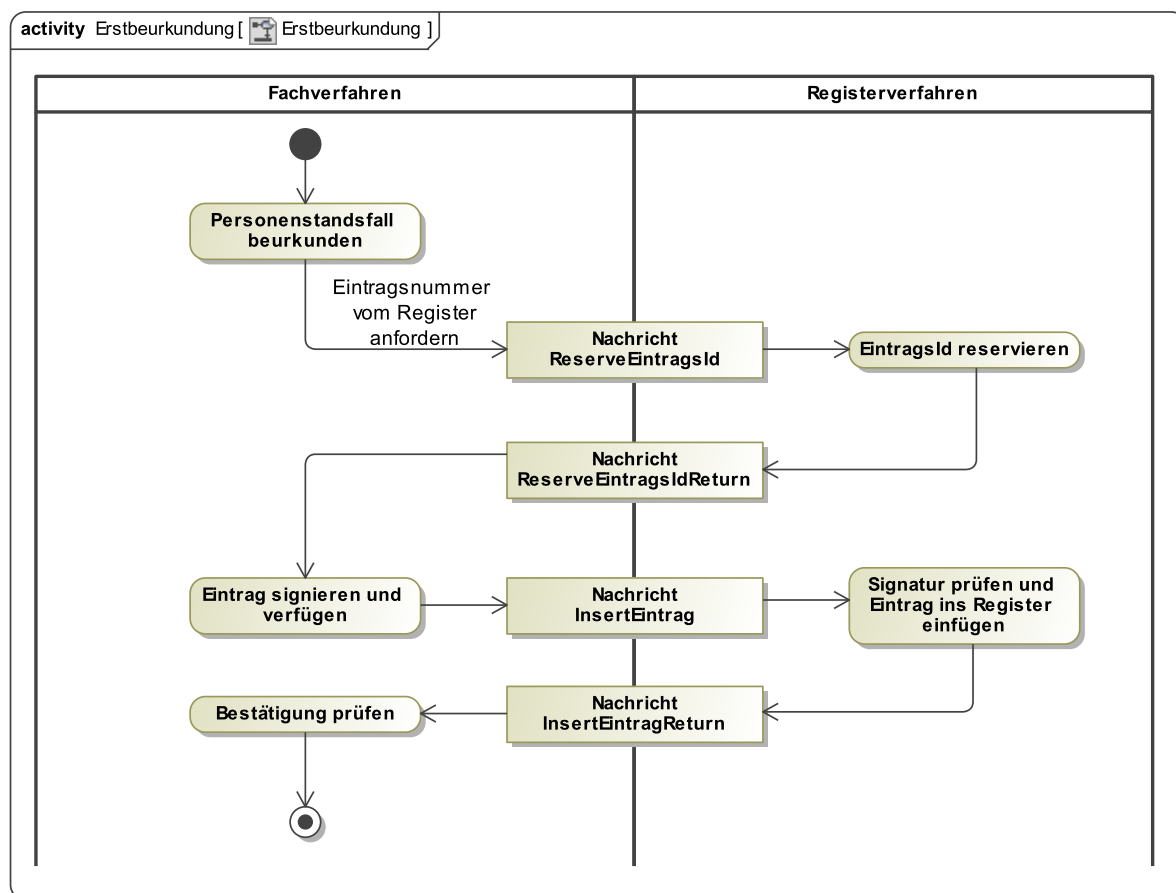 activity Erstbeurkundung [ Erstbeurkundung ]
Fachverfahren
Registerverfahren
Personenstandsfall
beurkunden
Eintragsnummer
vom Register
anfordern
Nachricht
ReserveEintragsId
EintragsId reservieren
Nachricht
ReserveEintragsIdReturn
Eintrag signieren und
verfügen
Nachricht
InsertEintrag
Signatur prüfen und
Eintrag ins Register
einfügen
Nachricht
InsertEintragReturn
Bestätigung prüfen